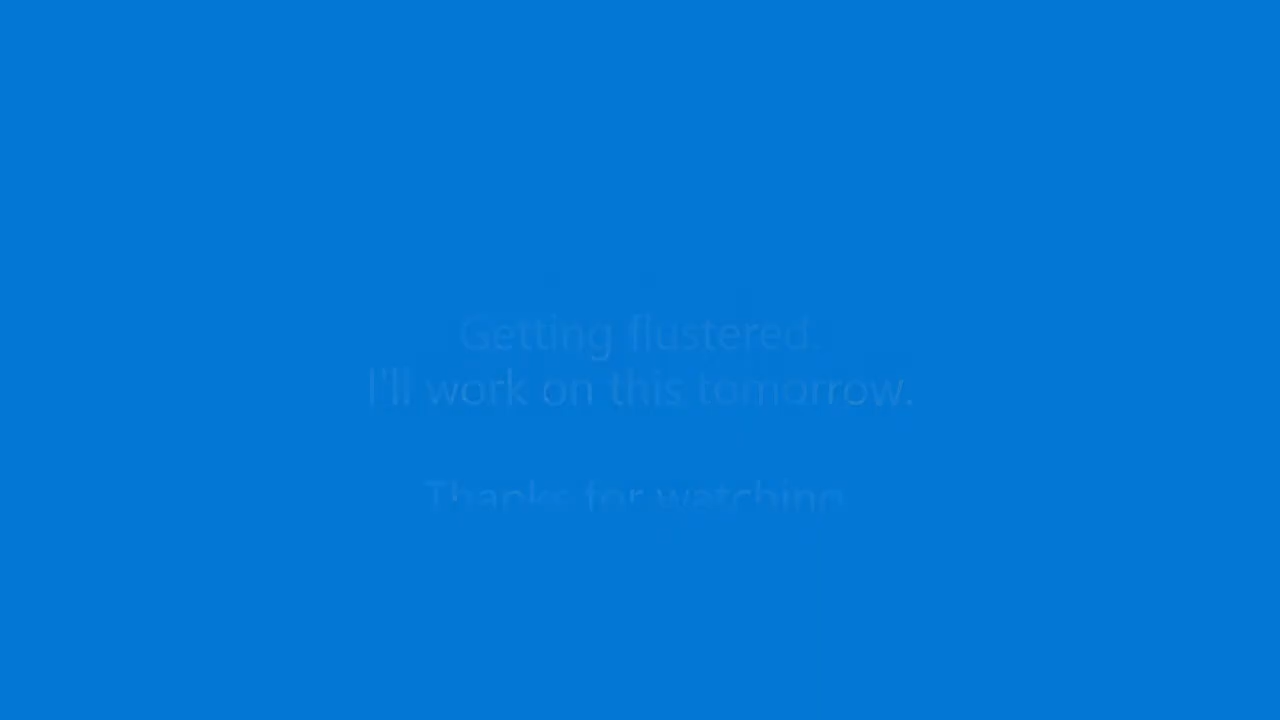 Getting flustered.
I'll work on this tomorrow.
Thanks for watching